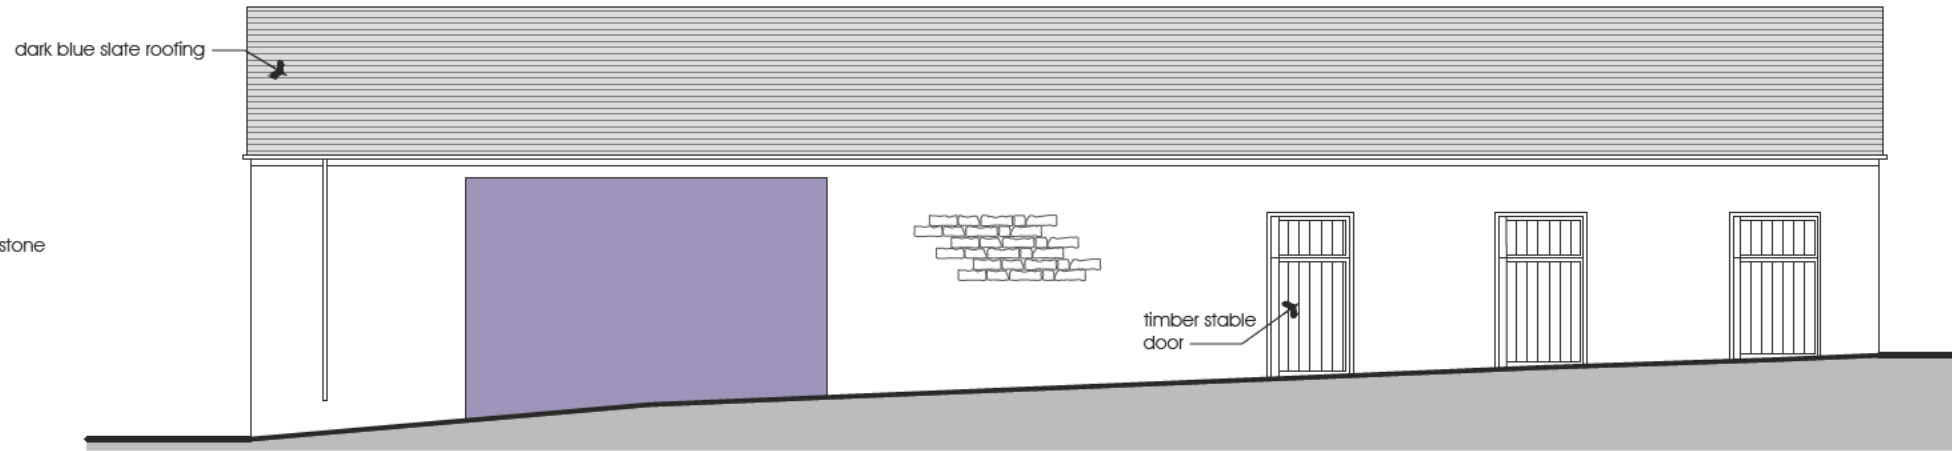 dark blue slate roofing
stone
timber stable
door